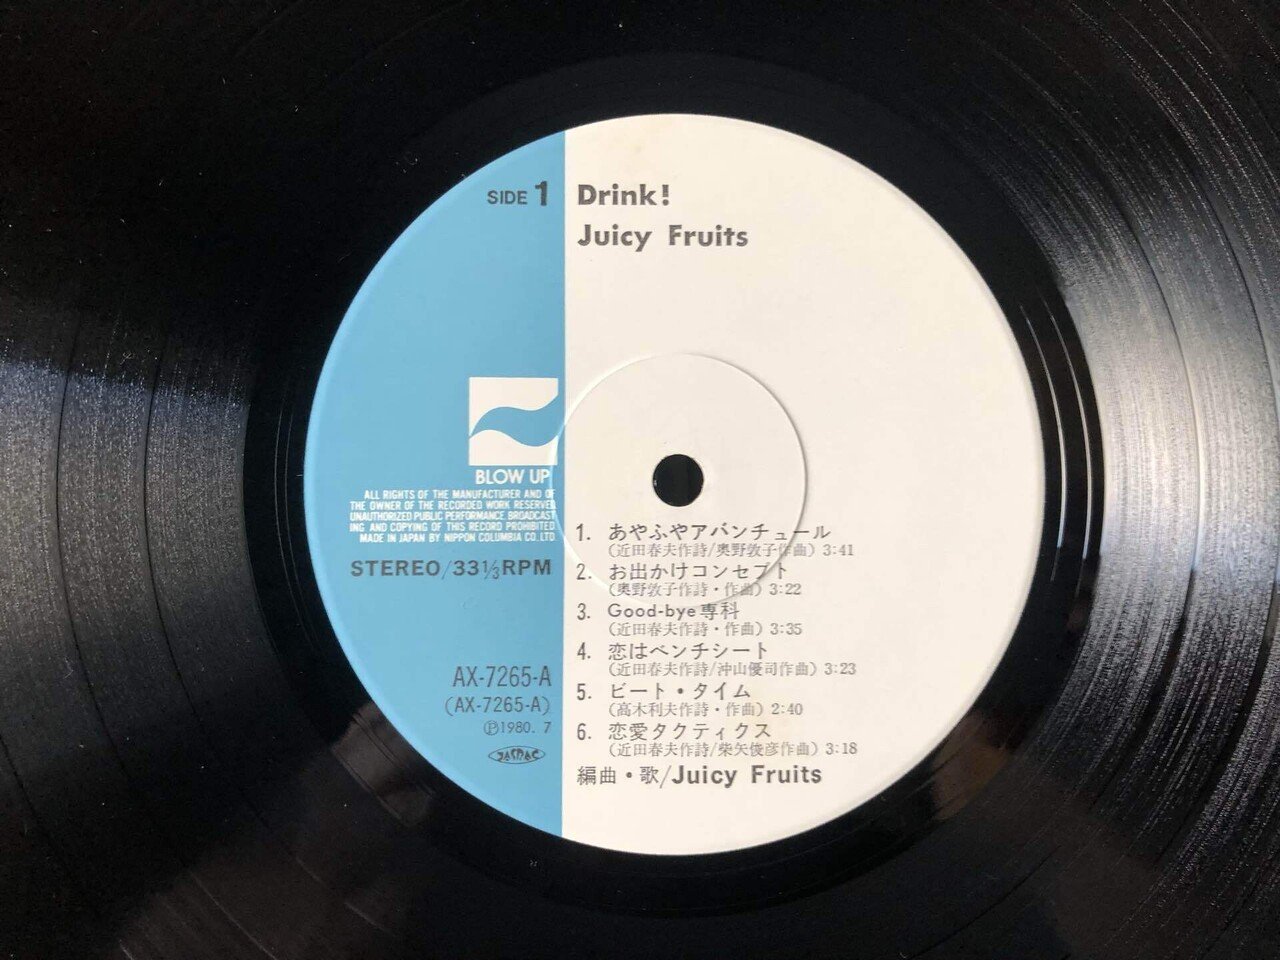 SIDE 1
Drink!
Juicy Fruits
BLOW UP
ALL RIGHTS OF THE MANUFACTURER AND OF
THE OWNER OF THE RECORDED WORK RESERVED
UNAUTHORIZED PUBLIC PERFORMANCE BROADCAST
ING AND COPYING OF THIS RECORD PROHIBITED
MADE IN JAPAN BY NIPPON COLUMBIA CO. LTD
STEREO/33⅓RPM
AX-7265-A
(AX-7265-A)
Ⓟ1980. 7
JASRAC
1. あやふやアバンチュール
(近田春夫作詩/奥野敦子作曲) 3:41
2. お出かけコンセプト
(奥野敦子作詩・作曲) 3:22
3. Good-bye専科
(近田春夫作詩・作曲) 3:35
4. 恋はベンチシート
(近田春夫作詩/沖山優司作曲) 3:23
5. ビート・タイム
(高木利夫作詩・作曲) 2:40
6. 恋愛タクティクス
(近田春夫作詩/柴矢俊彦作曲) 3:18
編曲・歌/Juicy Fruits